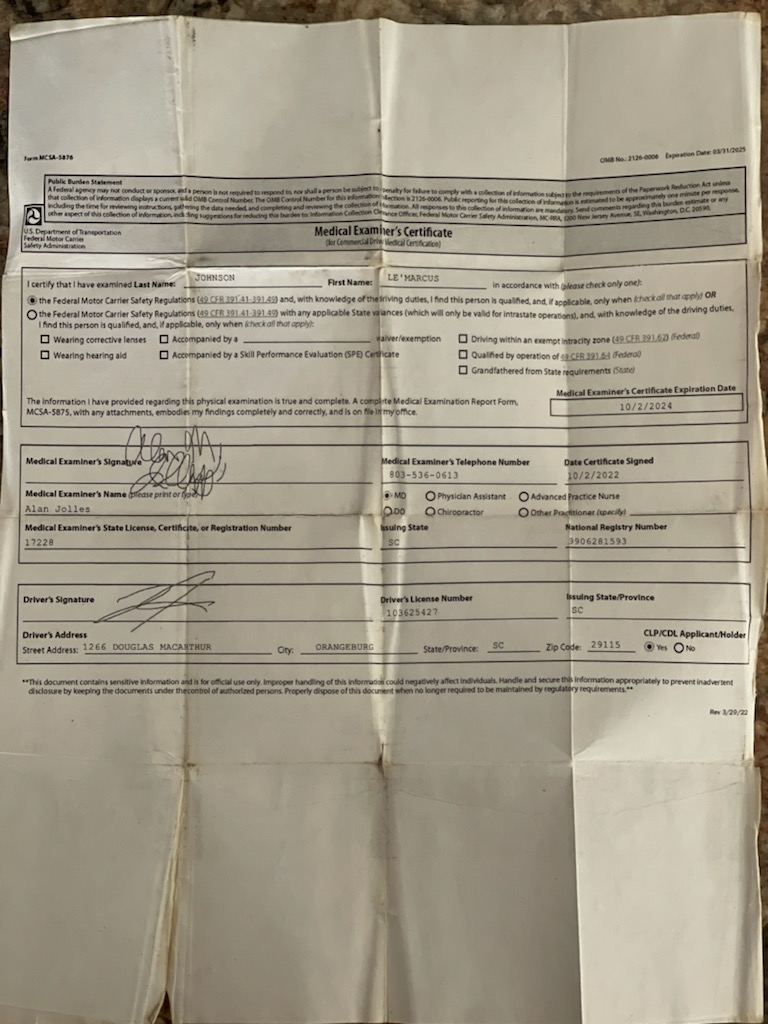 Form MCSA-5876
OMB No.: 2126-0006 Expiration Date: 03/31/2025
Public Burden Statement
A Federal agency may not conduct or sponsor, and a person is not required to respond to, nor shall a person be subject to a penalty for failure to comply with a collection of information subject to the requirements of the Paperwork Reduction Act unless
that collection of information displays a current valid OMB Control Number. The OMB Control Number for this information collection is 2126-0006. Public reporting for this collection of information is estimated to be approximately one minute per response,
including the time for reviewing instructions, gathering the data needed, and completing and reviewing the collection of information. All responses to this collection of information are mandatory. Send comments regarding this burden estimate or any
other aspect of this collection of information, including suggestions for reducing this burden to: Information Collection Clearance Officer, Federal Motor Carrier Safety Administration, MC-RRA, 1200 New Jersey Avenue, SE, Washington, D.C. 20590.
U.S. Department of Transportation
Federal Motor Carrier
Safety Administration
Medical Examiner's Certificate
(for Commercial Driver Medical Certification)
I certify that I have examined Last Name: JOHNSON First Name: LE'MARCUS in accordance with (please check only one):
the Federal Motor Carrier Safety Regulations (49 CFR 391.41-391.49) and, with knowledge of the driving duties, I find this person is qualified, and, if applicable, only when (check all that apply) OR
the Federal Motor Carrier Safety Regulations (49 CFR 391.41-391.49) with any applicable State variances (which will only be valid for intrastate operations), and, with knowledge of the driving duties,
I find this person is qualified, and, if applicable, only when (check all that apply):
Wearing corrective lenses Accompanied by a waiver/exemption Driving within an exempt intracity zone (49 CFR 391.62) (Federal)
Wearing hearing aid Accompanied by a Skill Performance Evaluation (SPE) Certificate Qualified by operation of 49 CFR 391.64 (Federal)
Grandfathered from State requirements (State)
The information I have provided regarding this physical examination is true and complete. A complete Medical Examination Report Form,
MCSA-5875, with any attachments, embodies my findings completely and correctly, and is on file in my office.
Medical Examiner's Certificate Expiration Date
10/2/2024
Medical Examiner's Signature
Medical Examiner's Telephone Number
803-536-0613
Date Certificate Signed
10/2/2022
Medical Examiner's Name (please print or type)
Alan Jolles
MD Physician Assistant Advanced Practice Nurse
DO Chiropractor Other Practitioner (specify)
Medical Examiner's State License, Certificate, or Registration Number
17228
Issuing State
SC
National Registry Number
9906281593
Driver's Signature
Driver's License Number
103625427
Issuing State/Province
SC
Driver's Address
Street Address: 1266 DOUGLAS MACARTHUR City: ORANGEBURG State/Province: SC Zip Code: 29115
CLP/CDL Applicant/Holder
Yes No
**This document contains sensitive information and is for official use only. Improper handling of this information could negatively affect individuals. Handle and secure this information appropriately to prevent inadvertent
disclosure by keeping the documents under the control of authorized persons. Properly dispose of this document when no longer required to be maintained by regulatory requirements.**
Rev 3/29/22